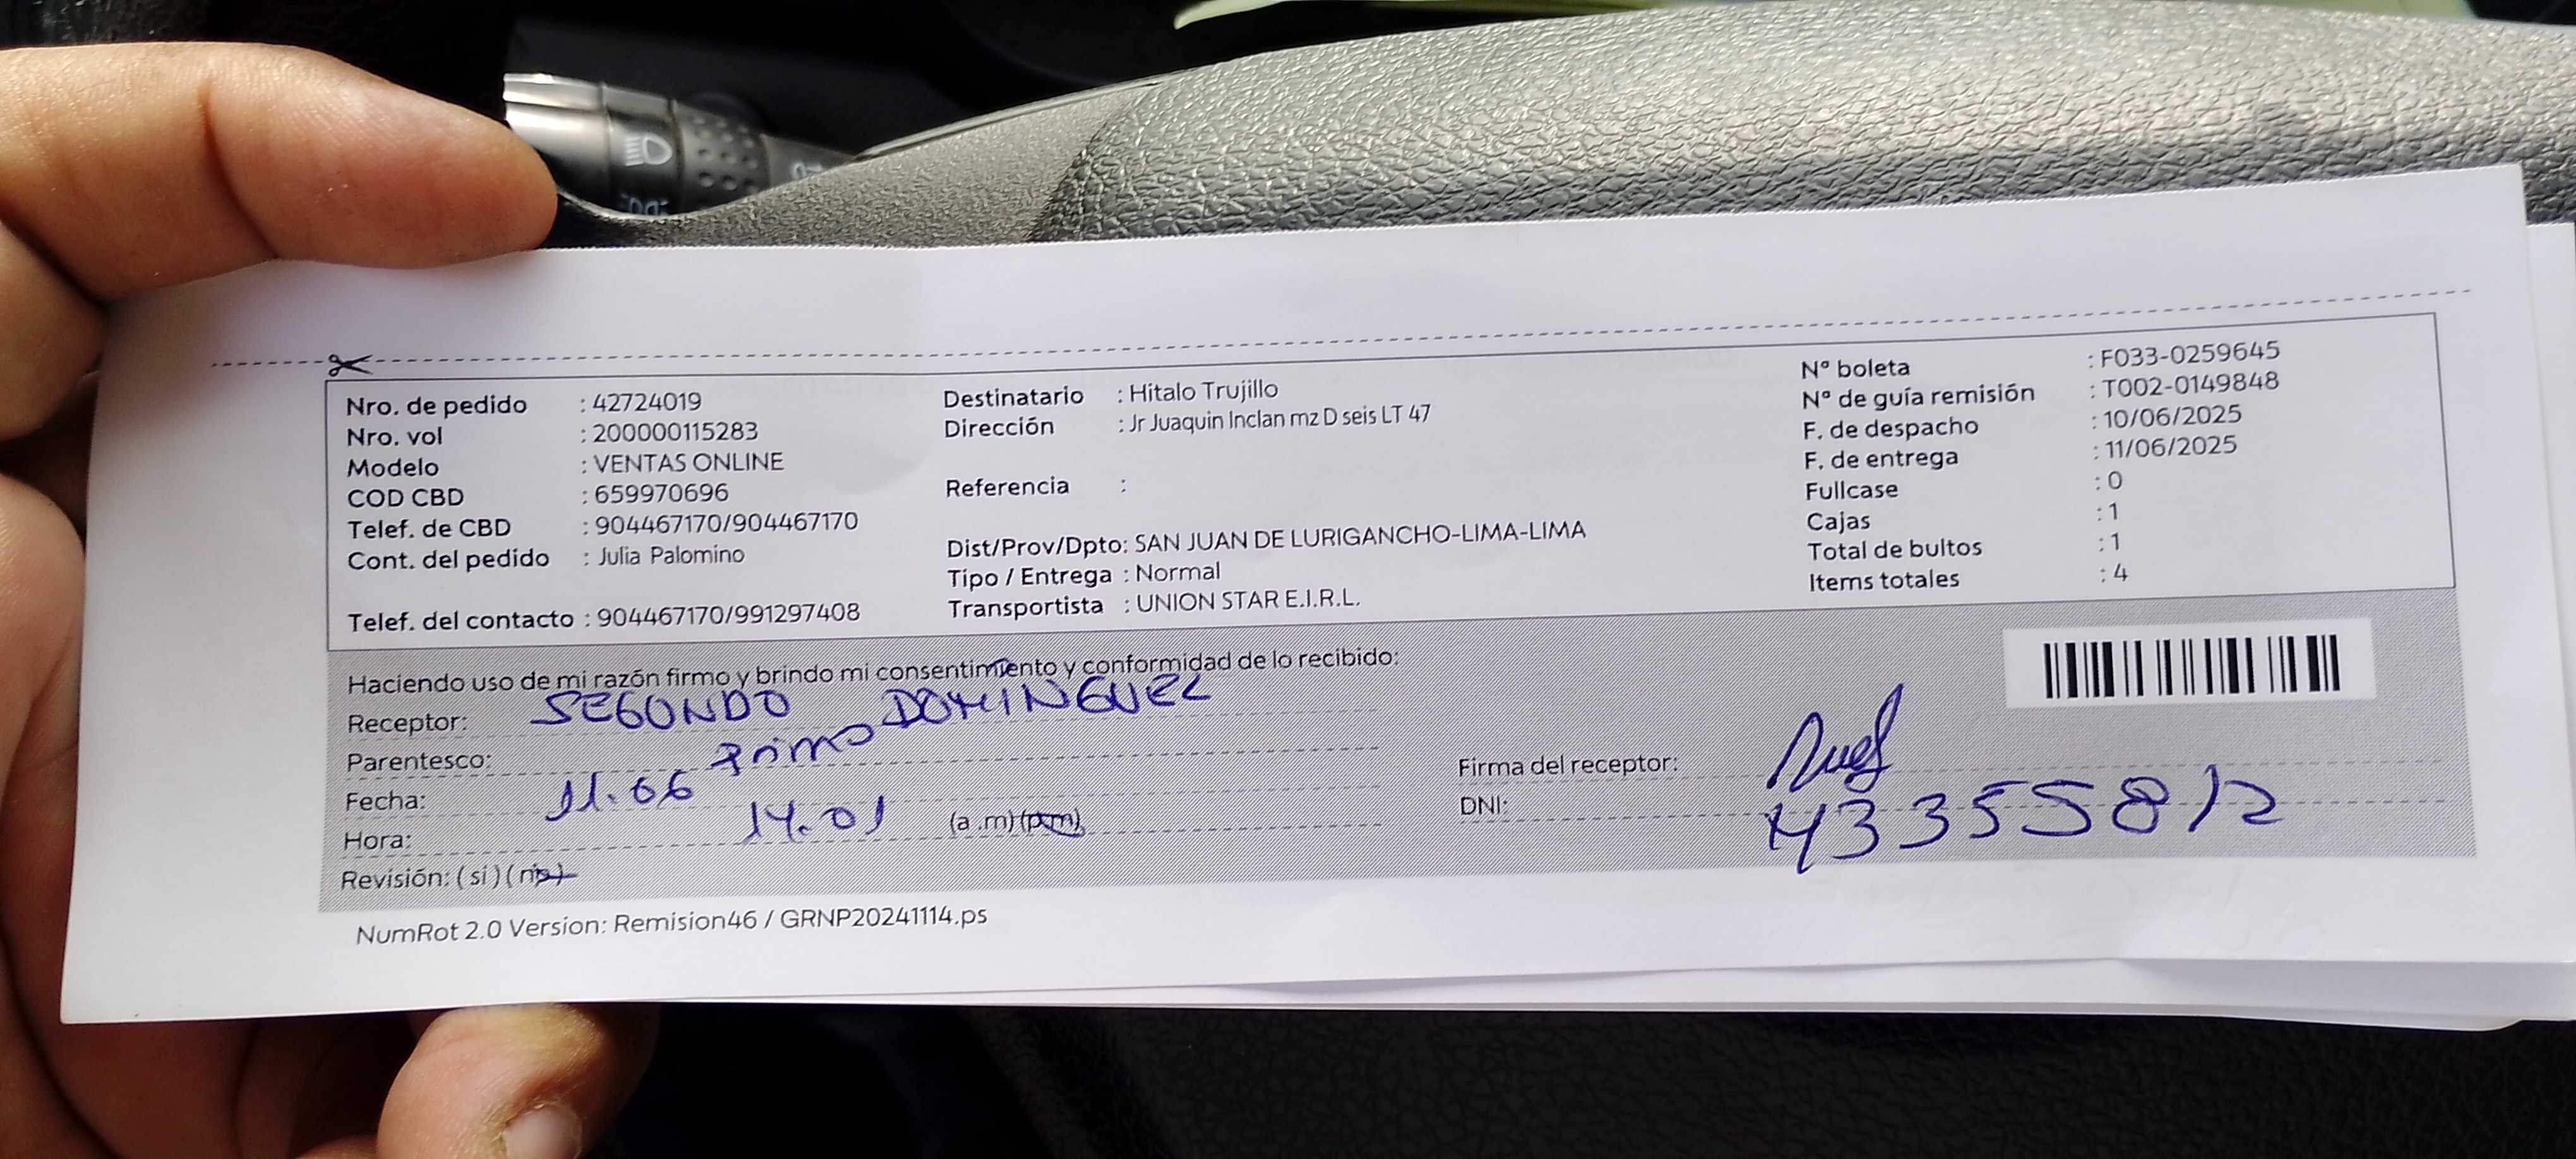 Nro. de pedido : 42724019
Nro. vol : 200000115283
Modelo : VENTAS ONLINE
COD CBD : 659970696
Telef. de CBD : 904467170/904467170
Cont. del pedido : Julia Palomino
Telef. del contacto : 904467170/991297408
Destinatario : Hitalo Trujillo
Dirección : Jr Juaquin Inclan mz D seis LT 47
Referencia :
Dist/Prov/Dpto: SAN JUAN DE LURIGANCHO-LIMA-LIMA
Tipo / Entrega : Normal
Transportista : UNION STAR E.I.R.L.
N° boleta : F033-0259645
N° de guía remisión : T002-0149848
F. de despacho : 10/06/2025
F. de entrega : 11/06/2025
Fullcase : 0
Cajas : 1
Total de bultos : 1
Items totales : 4
Haciendo uso de mi razón firmo y brindo mi consentimiento y conformidad de lo recibido:
Receptor: SEGUNDO DOMINGUEZ
Parentesco: primo
Fecha: 11.06
Hora: 14.01 (a .m) (p.m)
Revisión: ( si ) ( no )
Firma del receptor:
DNI: 43355812
NumRot 2.0 Version: Remision46 / GRNP20241114.ps